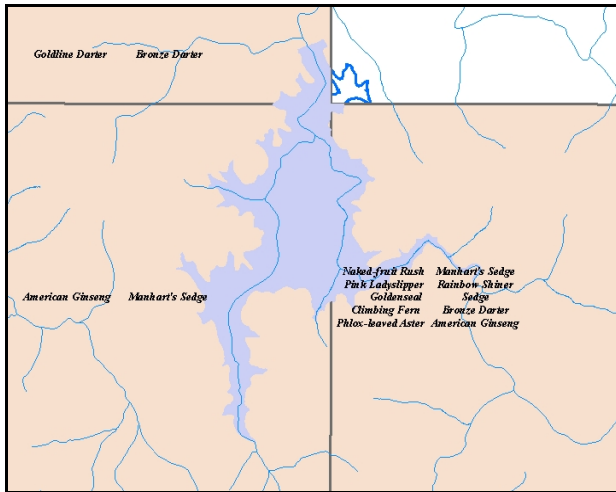 Goldline Darter Bronze Darter
American Ginseng Manhart's Sedge
Naked-fruit Rush Manhart's Sedge
Pink Ladyslipper Rainbow Shiner
Goldenseal Sedge
Climbing Fern Bronze Darter
Phlox-leaved Aster American Ginseng